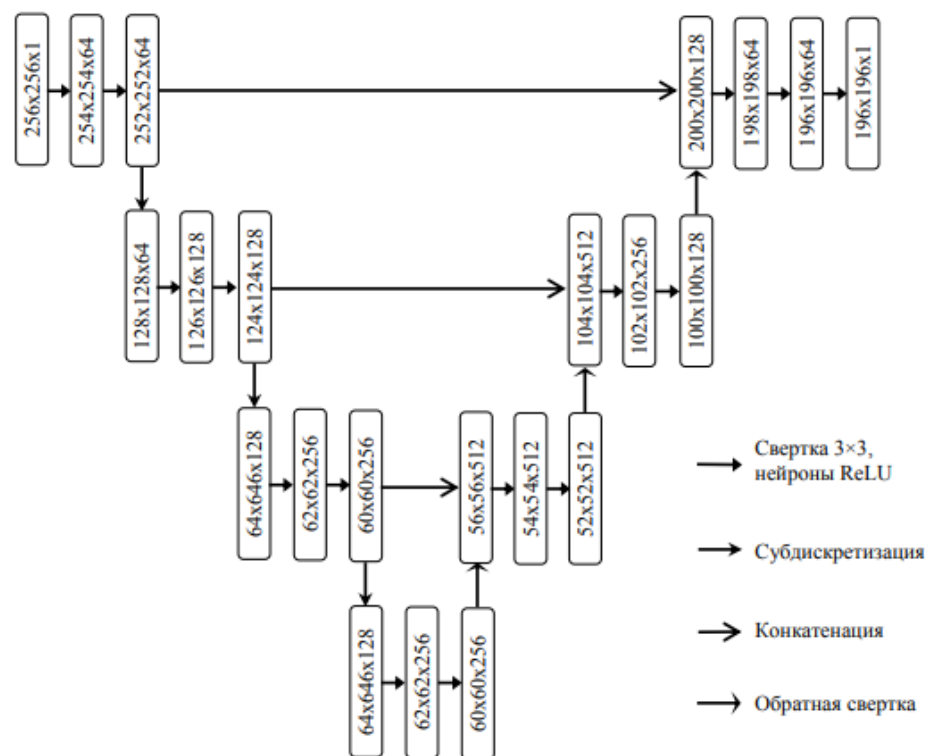 256x256x1
254x254x64
252x252x64
200x200x128
198x198x64
196x196x64
196x196x1
128x128x64
126x126x128
124x124x128
104x104x512
102x102x256
100x100x128
64x646x128
62x62x256
60x60x256
56x56x512
54x54x512
52x52x512
64x646x128
62x62x256
60x60x256
Свертка 3×3,
нейроны ReLU
Субдискретизация
Конкатенация
Обратная свертка